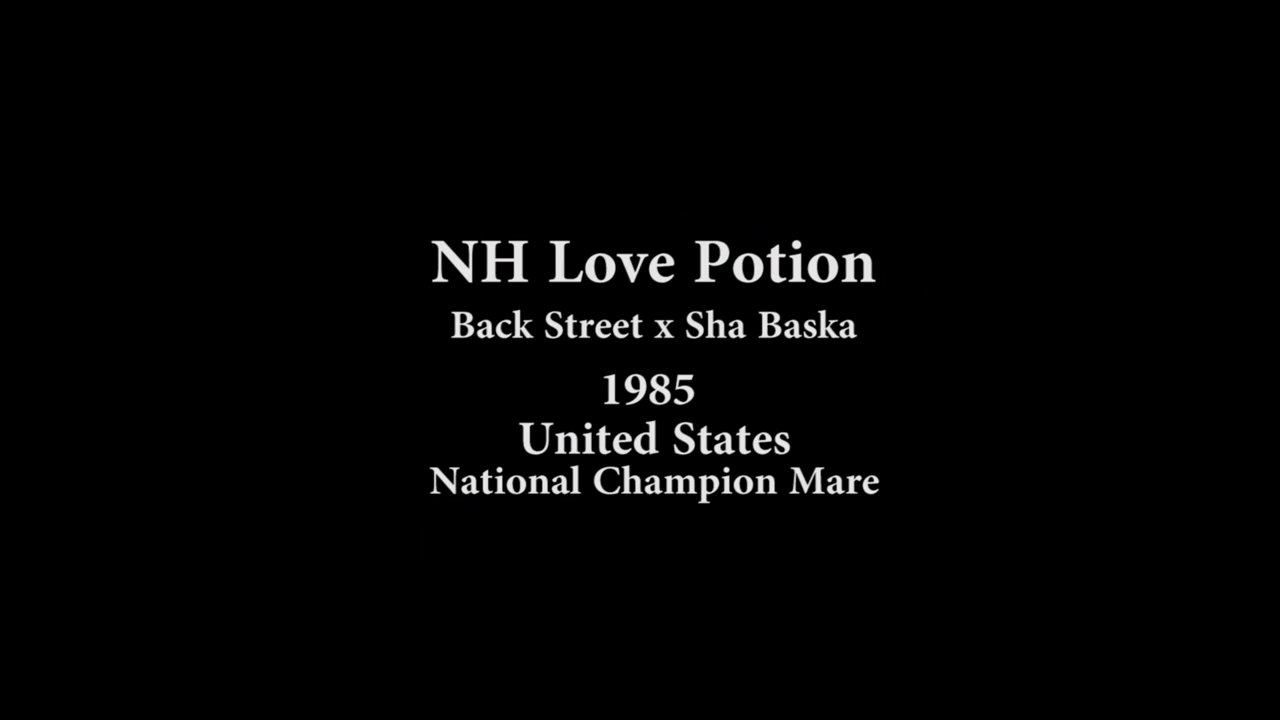 NH Love Potion
Back Street x Sha Baska
1985
United States
National Champion Mare